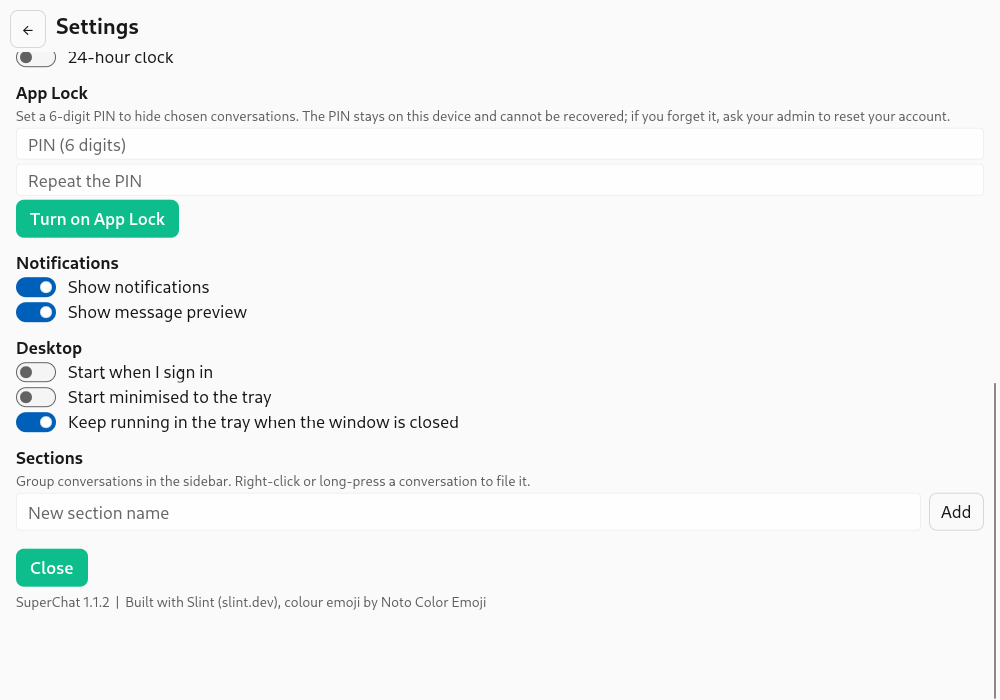 ←
Settings
24-hour clock
App Lock
Set a 6-digit PIN to hide chosen conversations. The PIN stays on this device and cannot be recovered; if you forget it, ask your admin to reset your account.
PIN (6 digits)
Repeat the PIN
Turn on App Lock
Notifications
Show notifications
Show message preview
Desktop
Start when I sign in
Start minimised to the tray
Keep running in the tray when the window is closed
Sections
Group conversations in the sidebar. Right-click or long-press a conversation to file it.
New section name
Add
Close
SuperChat 1.1.2 | Built with Slint (slint.dev), colour emoji by Noto Color Emoji